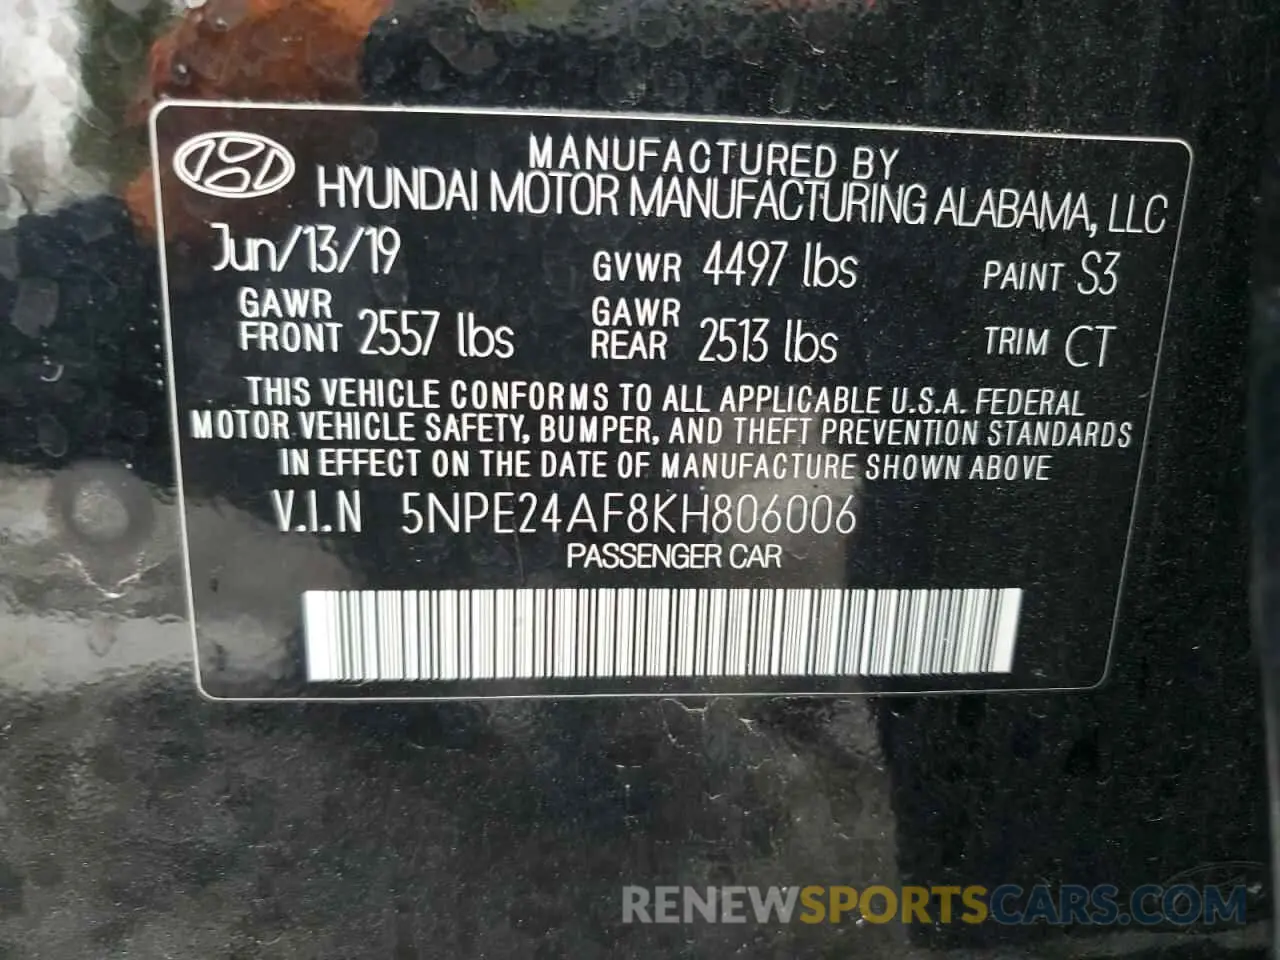 MANUFACTURED BY
HYUNDAI MOTOR MANUFACTURING ALABAMA, LLC
Jun/13/19 GVWR 4497 lbs PAINT S3
GAWR FRONT 2557 lbs GAWR REAR 2513 lbs TRIM CT
THIS VEHICLE CONFORMS TO ALL APPLICABLE U.S.A. FEDERAL
MOTOR VEHICLE SAFETY, BUMPER, AND THEFT PREVENTION STANDARDS
IN EFFECT ON THE DATE OF MANUFACTURE SHOWN ABOVE
V.I.N 5NPE24AF8KH806006
PASSENGER CAR
RENEWSPORTSCARS.COM